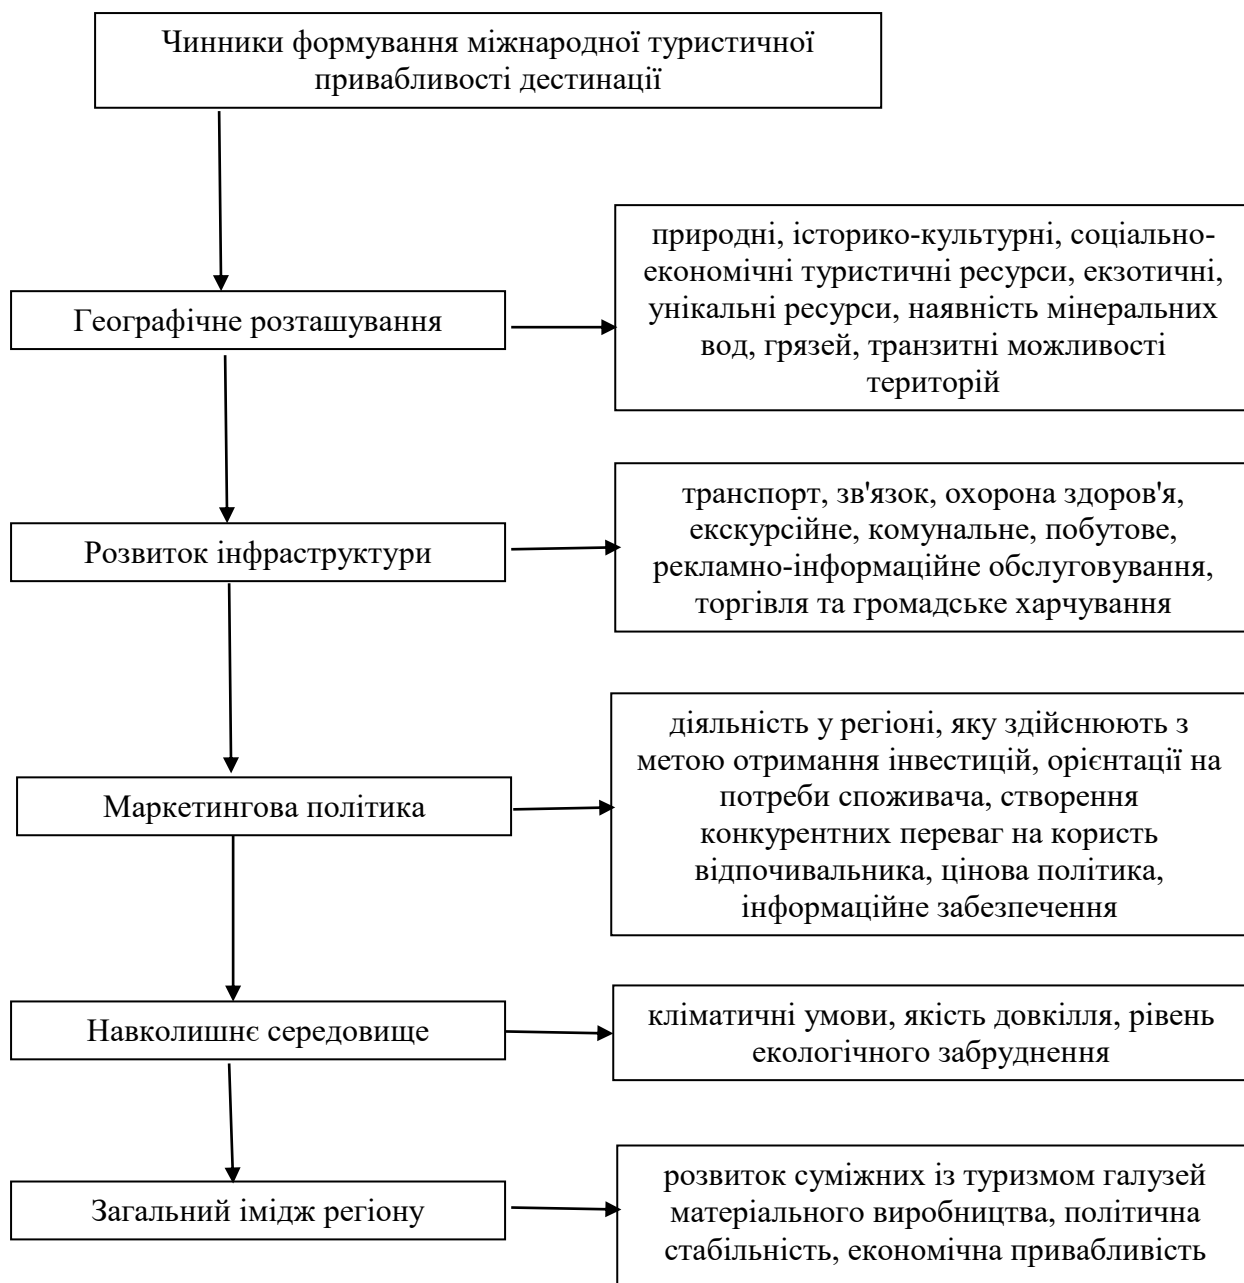 Чинники формування міжнародної туристичної
привабливості дестинації
природні, історико-культурні, соціально-
економічні туристичні ресурси, екзотичні,
унікальні ресурси, наявність мінеральних
вод, грязей, транзитні можливості
територій
Географічне розташування
транспорт, зв'язок, охорона здоров'я,
екскурсійне, комунальне, побутове,
рекламно-інформаційне обслуговування,
торгівля та громадське харчування
Розвиток інфраструктури
діяльність у регіоні, яку здійснюють з
метою отримання інвестицій, орієнтації на
потреби споживача, створення
конкурентних переваг на користь
відпочивальника, цінова політика,
інформаційне забезпечення
Маркетингова політика
Навколишнє середовище
кліматичні умови, якість довкілля, рівень
екологічного забруднення
Загальний імідж регіону
розвиток суміжних із туризмом галузей
матеріального виробництва, політична
стабільність, економічна привабливість